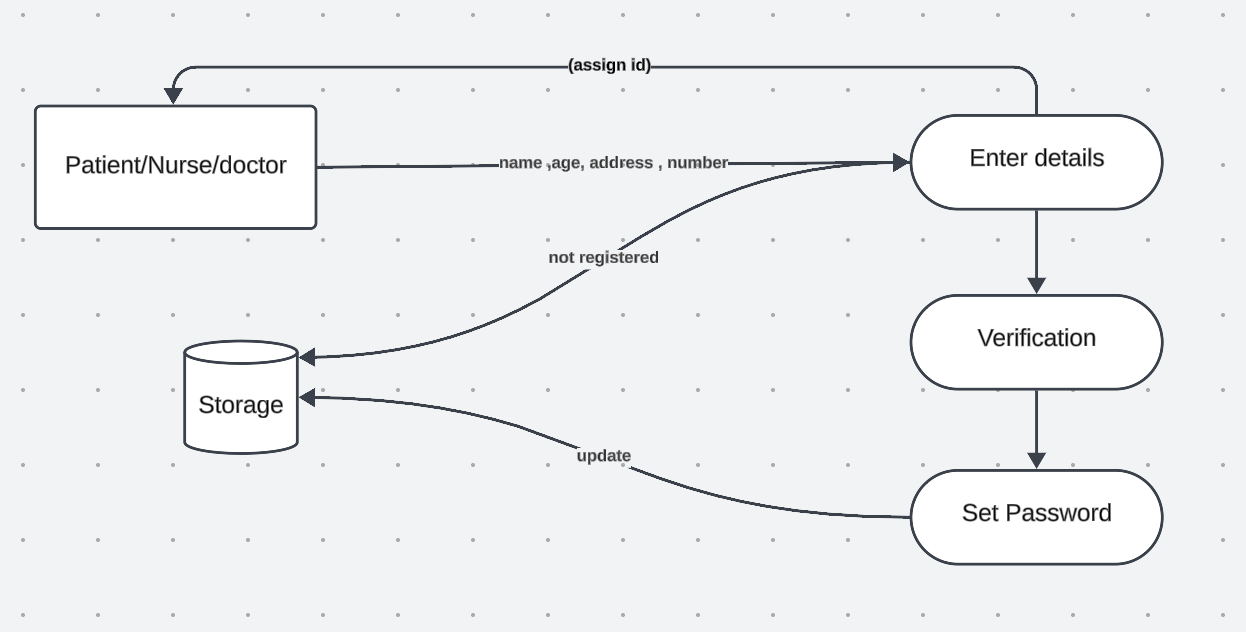 (assign id)
Patient/Nurse/doctor
name ,age, address , number
Enter details
not registered
Verification
Storage
update
Set Password